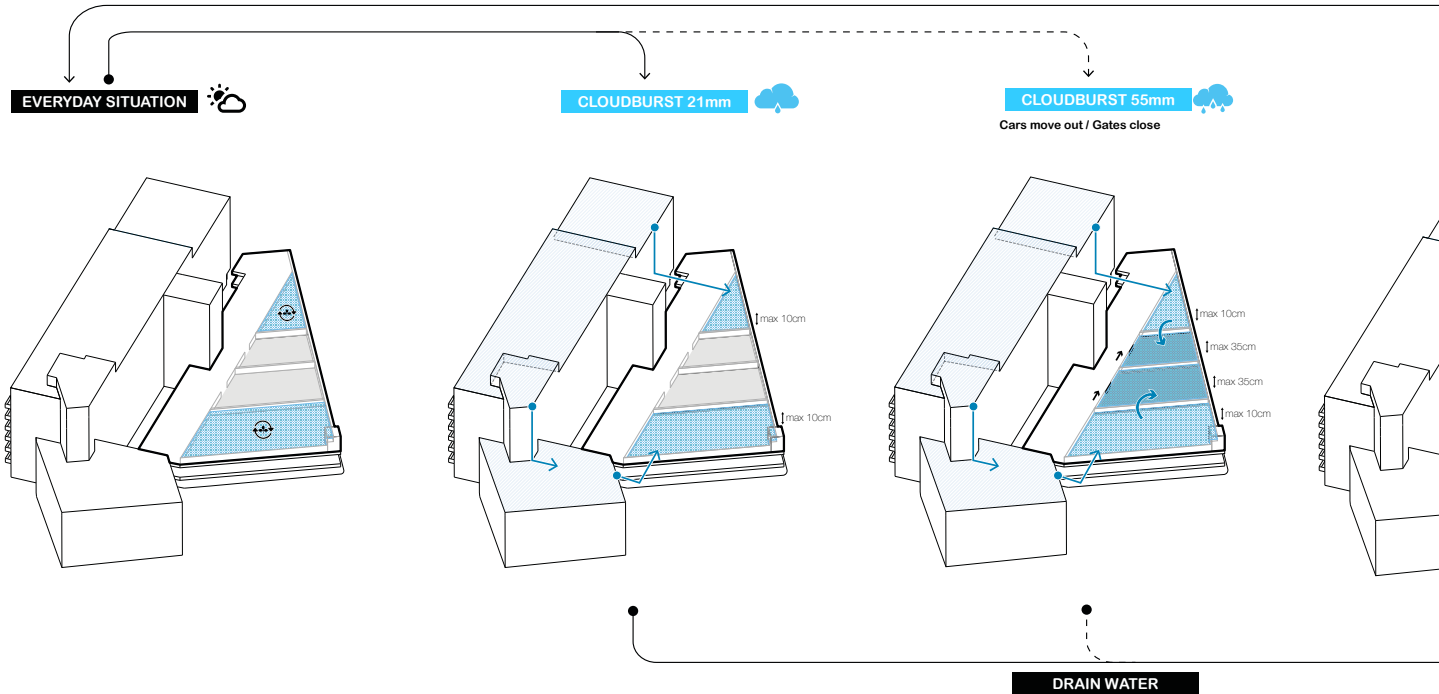 EVERYDAY SITUATION
CLOUDBURST 21mm
CLOUDBURST 55mm
Cars move out / Gates close
max 10cm
max 10cm
max 10cm
max 35cm
max 35cm
max 10cm
DRAIN WATER